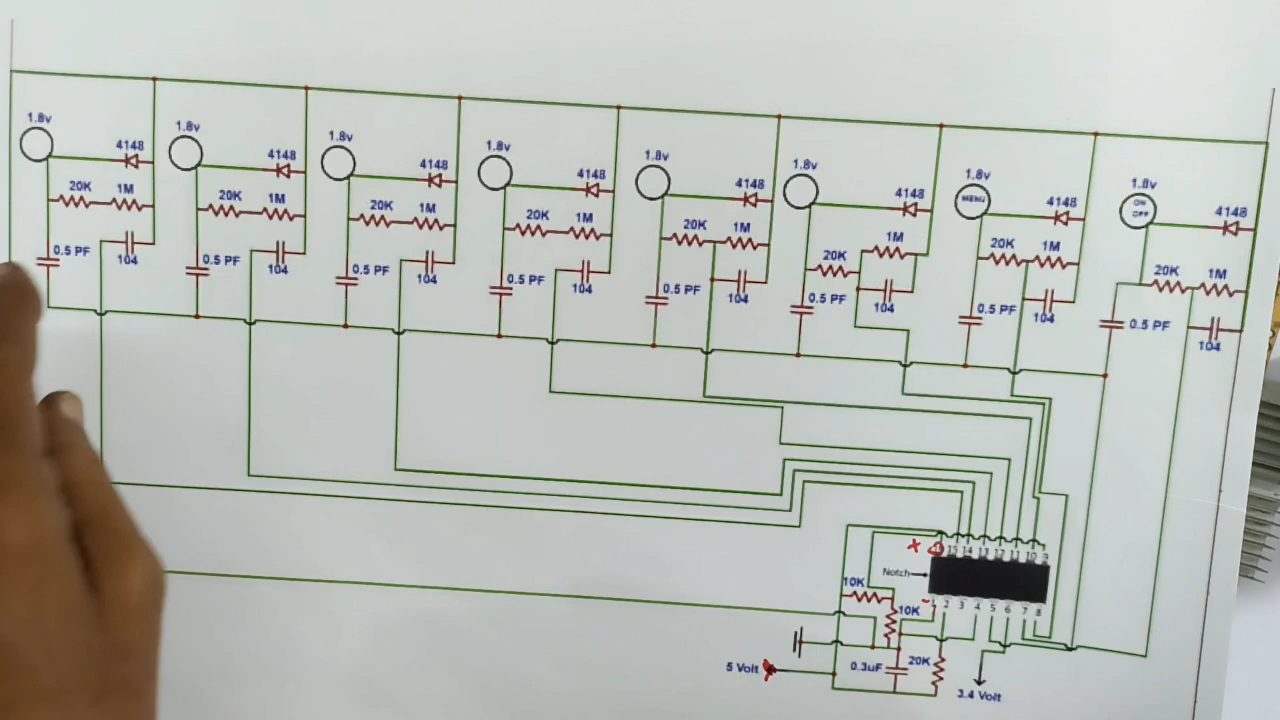 1.8v
4148
20K
1M
0.5 PF
104
1.8v
4148
20K
1M
0.5 PF
104
1.8v
4148
20K
1M
0.5 PF
104
1.8v
4148
20K
1M
0.5 PF
104
1.8v
4148
20K
1M
0.5 PF
104
1.8v
4148
1M
20K
0.5 PF
104
1.8v
MENU
4148
20K
1M
0.5 PF
104
1.8v
ON
OFF
4148
20K
1M
0.5 PF
104
16 15 14 13 12 11 10 9
Notch
1 2 3 4 5 6 7 8
10K
10K
0.3uF
20K
5 Volt
3.4 Volt